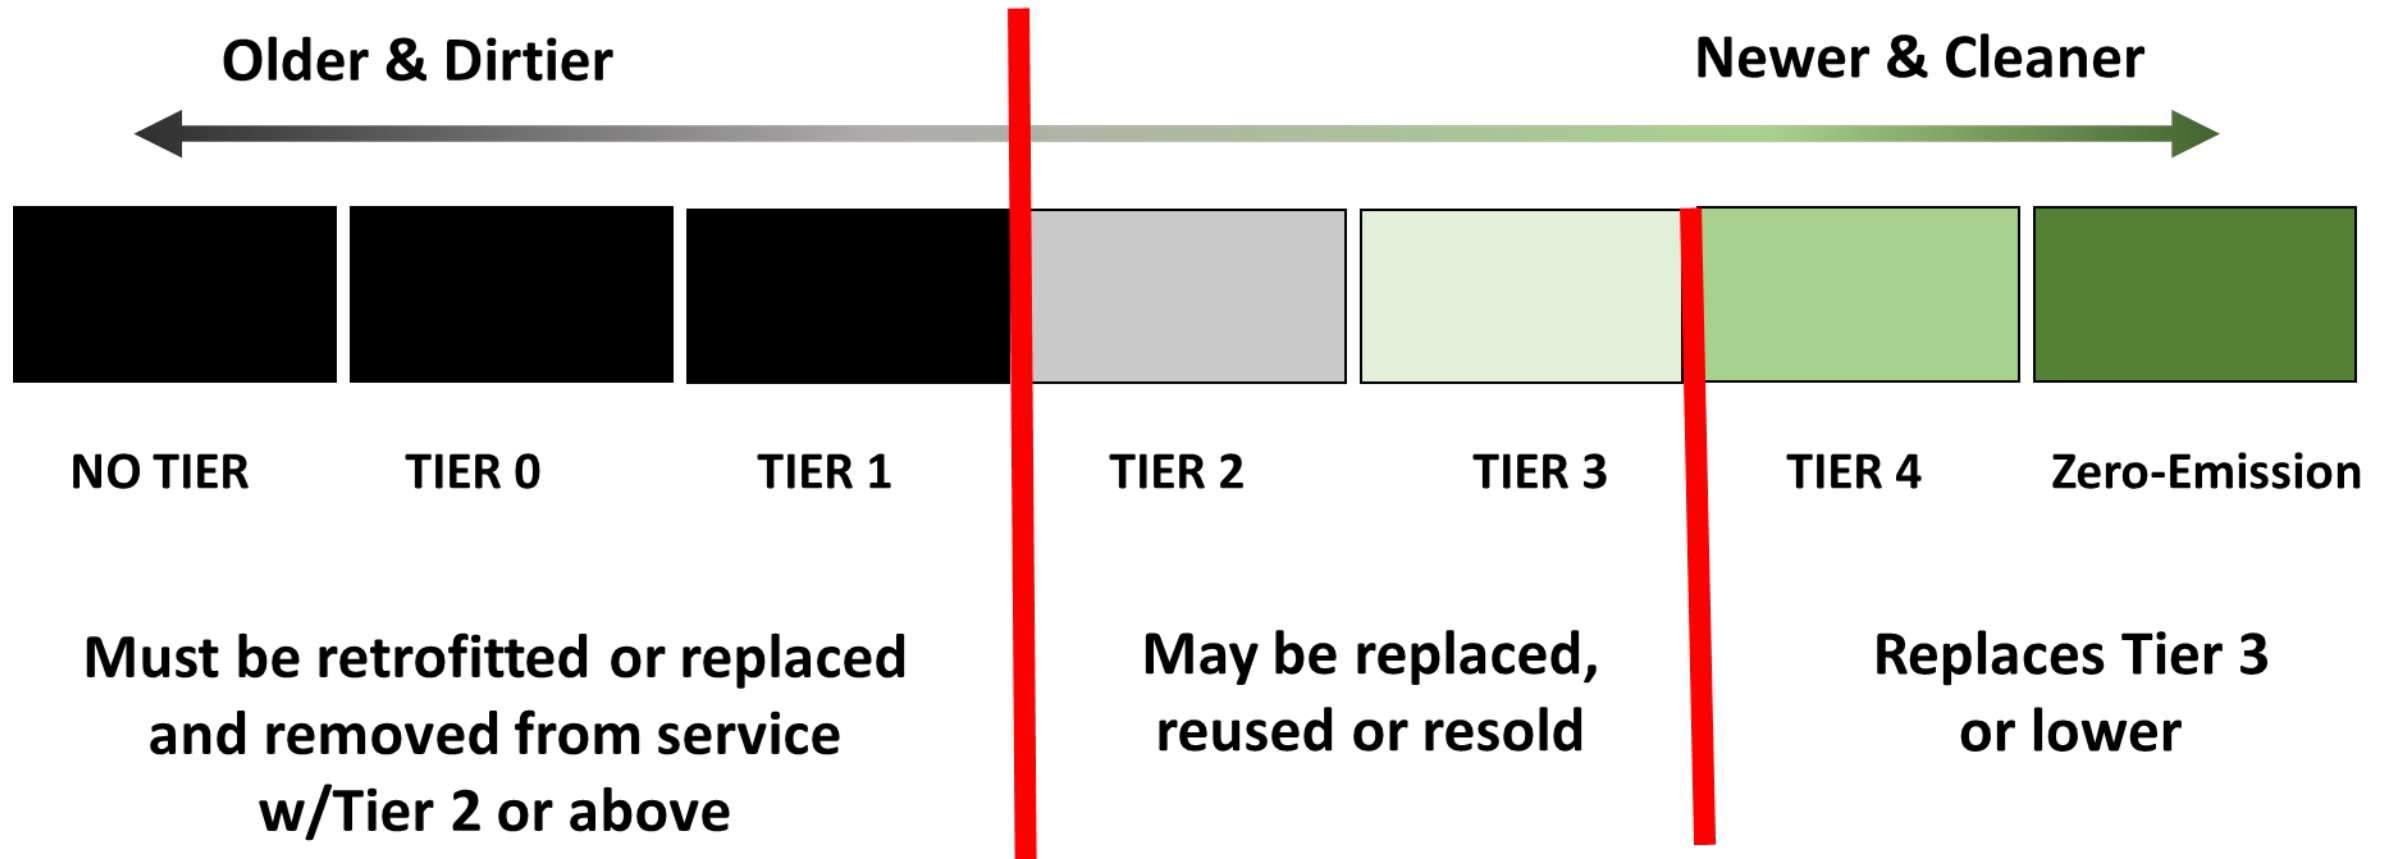 Older & Dirtier
Newer & Cleaner
NO TIER
TIER 0
TIER 1
TIER 2
TIER 3
TIER 4
Zero-Emission
Must be retrofitted or replaced
and removed from service
w/Tier 2 or above
May be replaced,
reused or resold
Replaces Tier 3
or lower